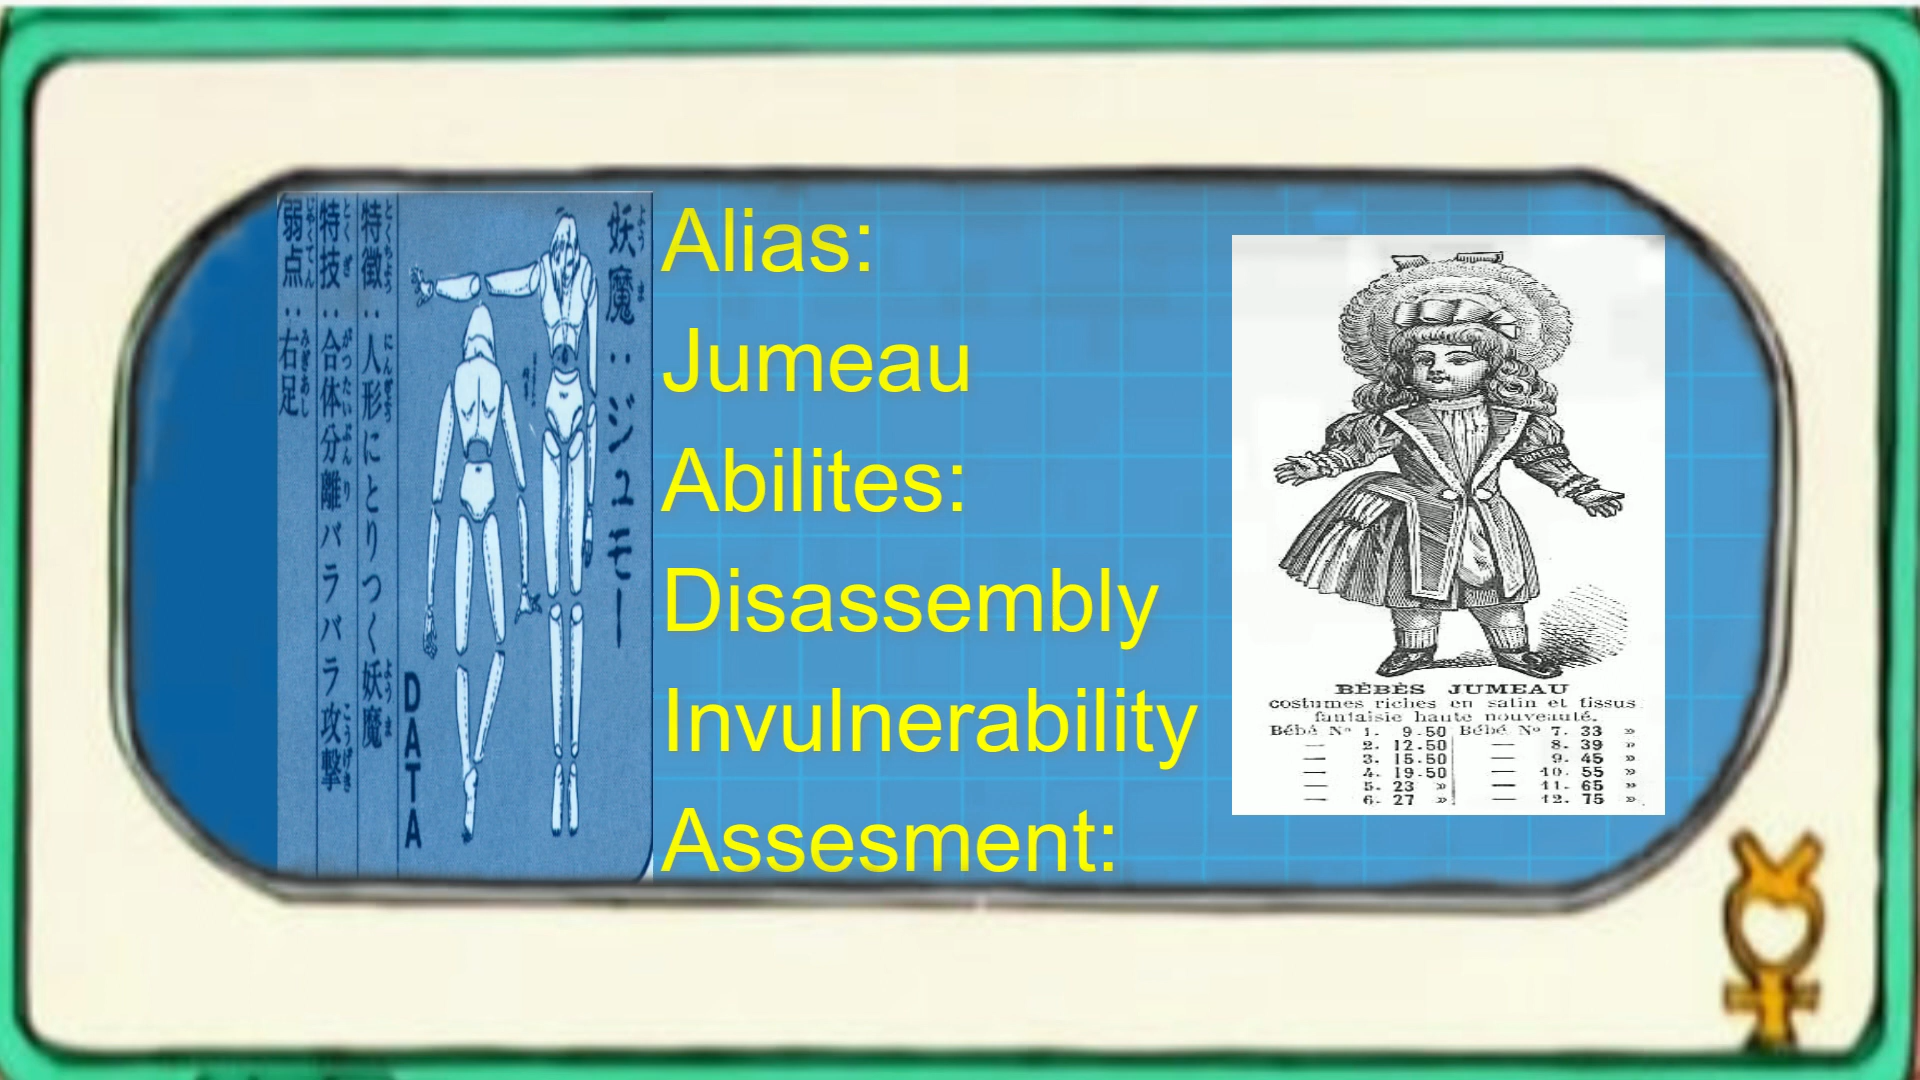 妖魔：ジュモー
DATA
特徴：人形にとりつく妖魔
特技：合体分離バラバラ攻撃
弱点：右足
Alias:
Jumeau
Abilites:
Disassembly
Invulnerability
Assesment:
JUMEAU
BÉBÈS JUMEAU
costumes riches en satin et tissus
fantaisie haute nouveauté.
Bébé Nº 1. 9.50 Bébé Nº 7. 33 »
— 2. 12.50 — 8. 39 »
— 3. 15.50 — 9. 45 »
— 4. 19.50 — 10. 55 »
— 5. 23 » — 11. 65 »
— 6. 27 » — 12. 75 »